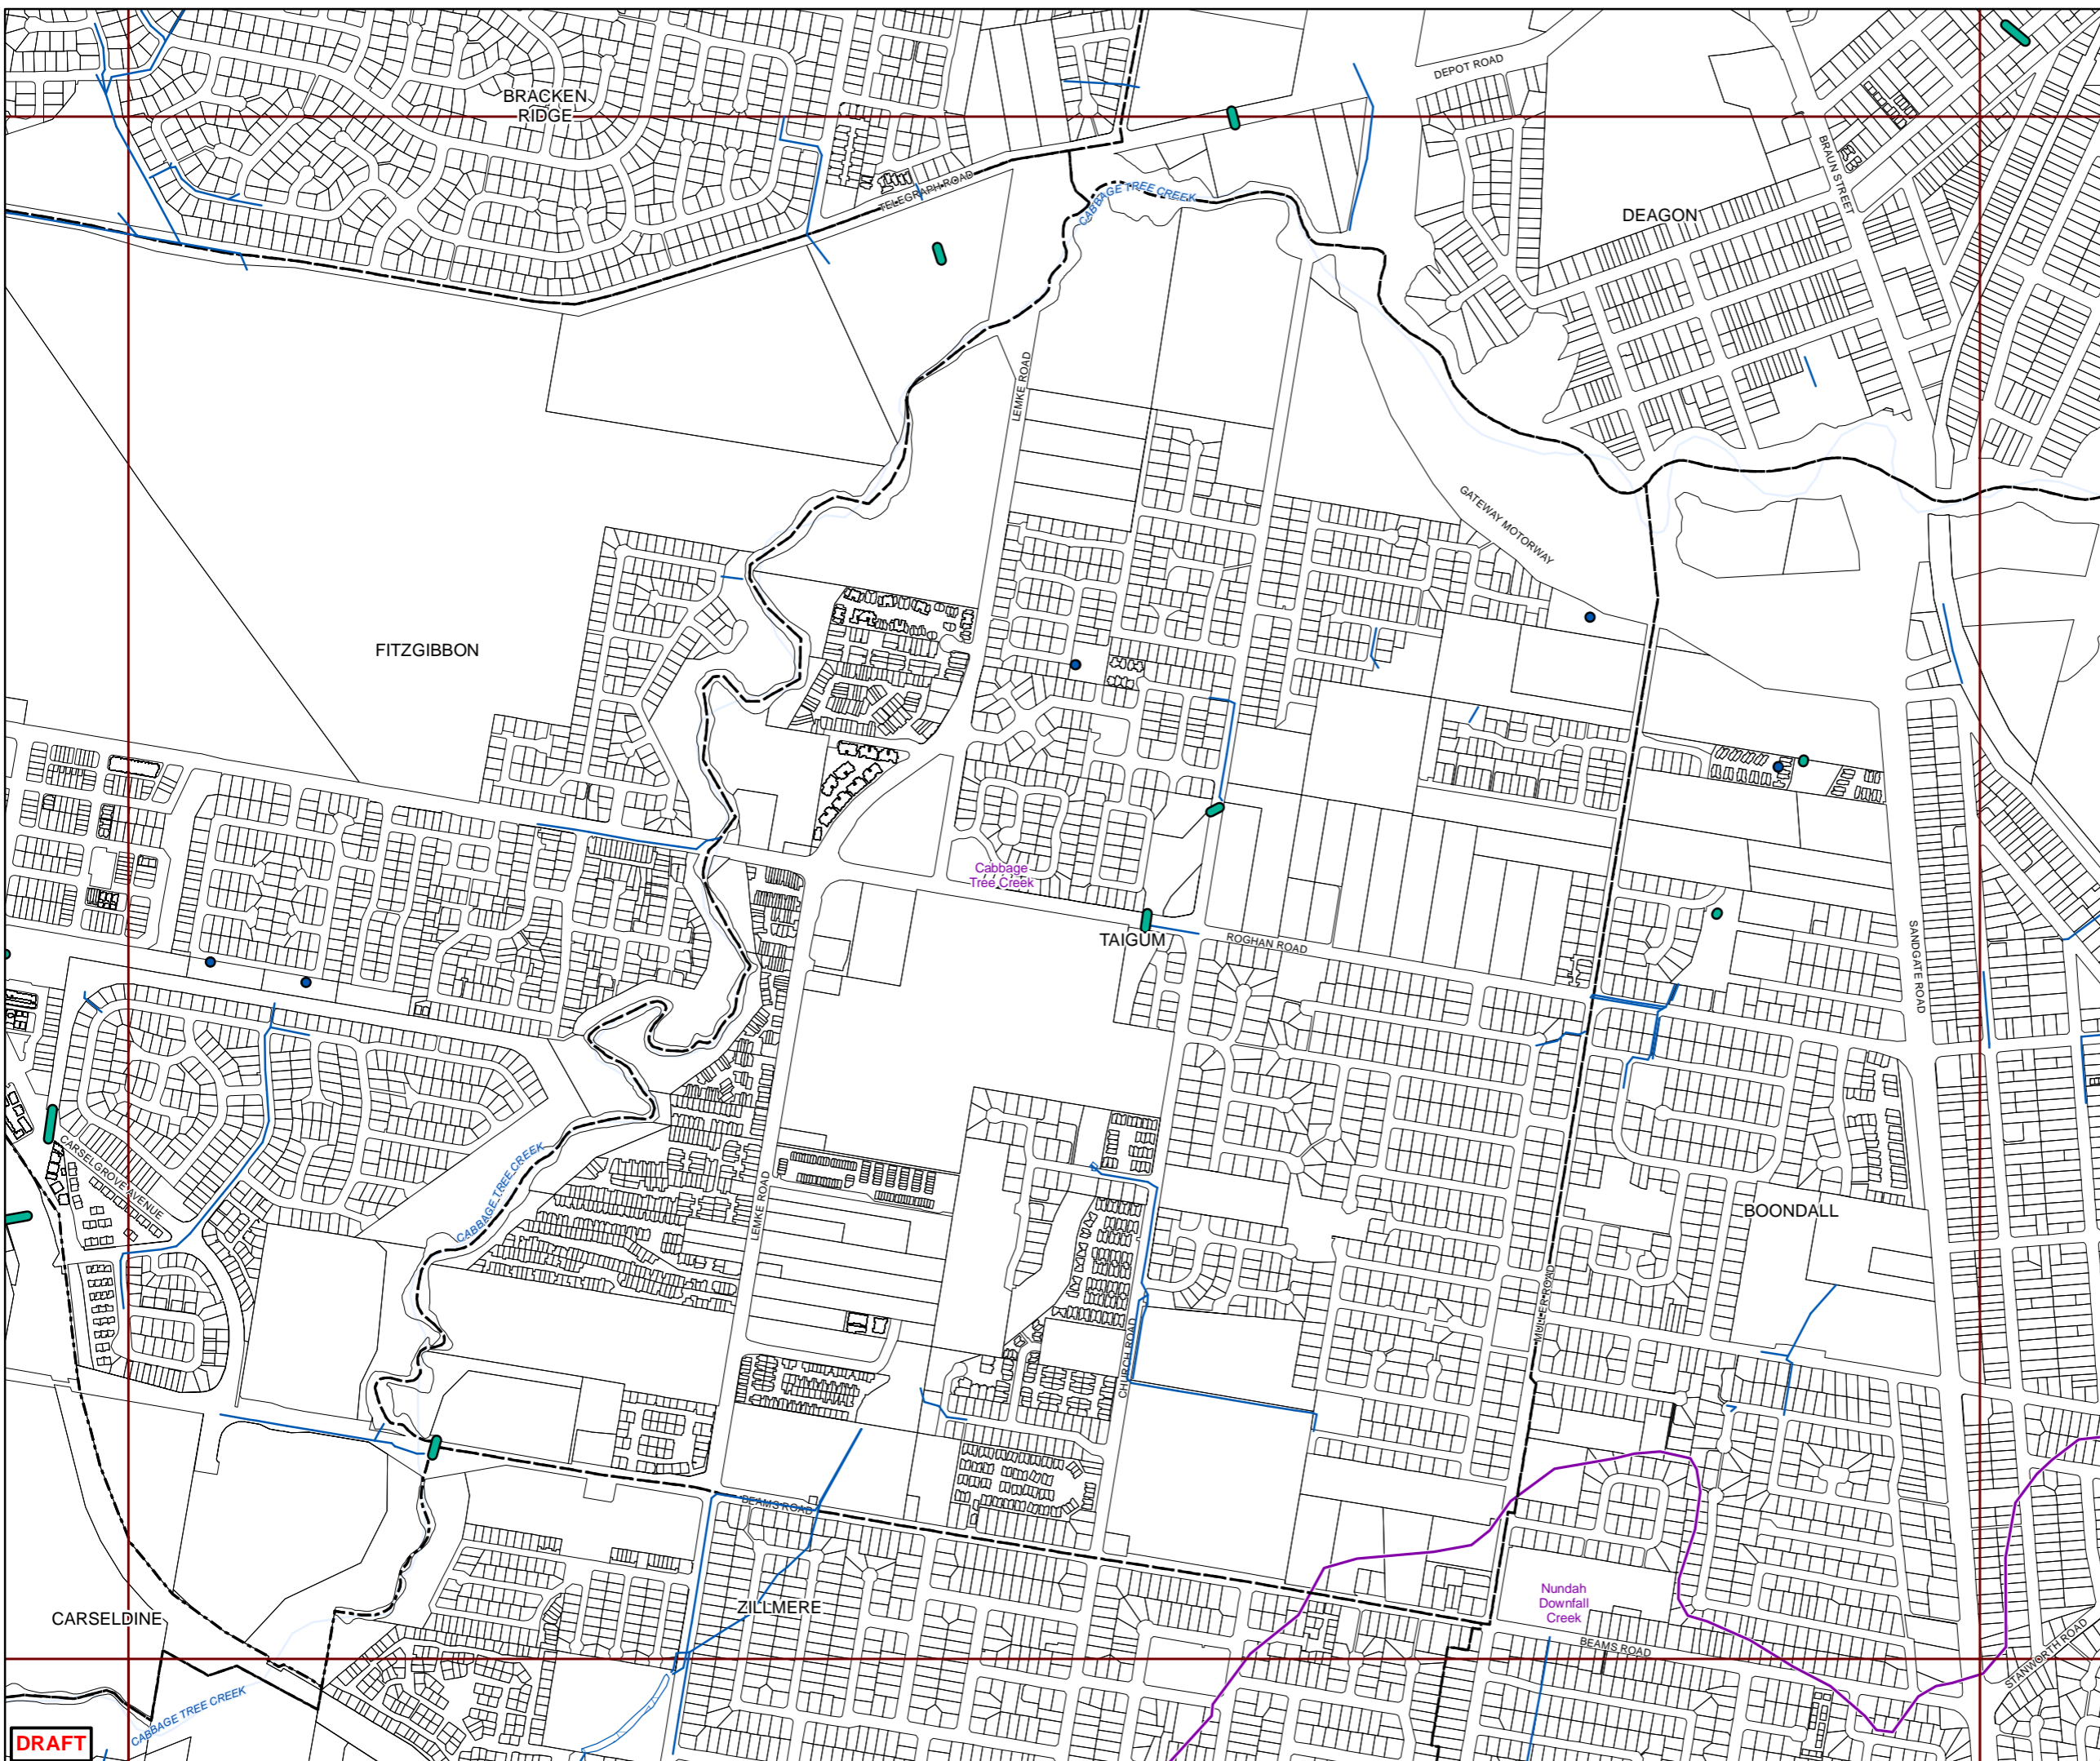 DEPOT ROAD
BRACKEN
RIDGE
BRAUN STREET
TELEGRAPH ROAD
CABBAGE TREE CREEK
DEAGON
LEMKE ROAD
GATEWAY MOTORWAY
FITZGIBBON
Cabbage
Tree Creek
TAIGUM
ROGHAN ROAD
SANDGATE ROAD
CARSELGROVE AVENUE
CABBAGE TREE CREEK
LEMKE ROAD
BOONDALL
MULLER ROAD
CHURCH ROAD
BEAMS ROAD
Nundah
Downfall
Creek
ZILLMERE
CARSELDINE
BEAMS ROAD
STANWORTH ROAD
CABBAGE TREE CREEK
DRAFT